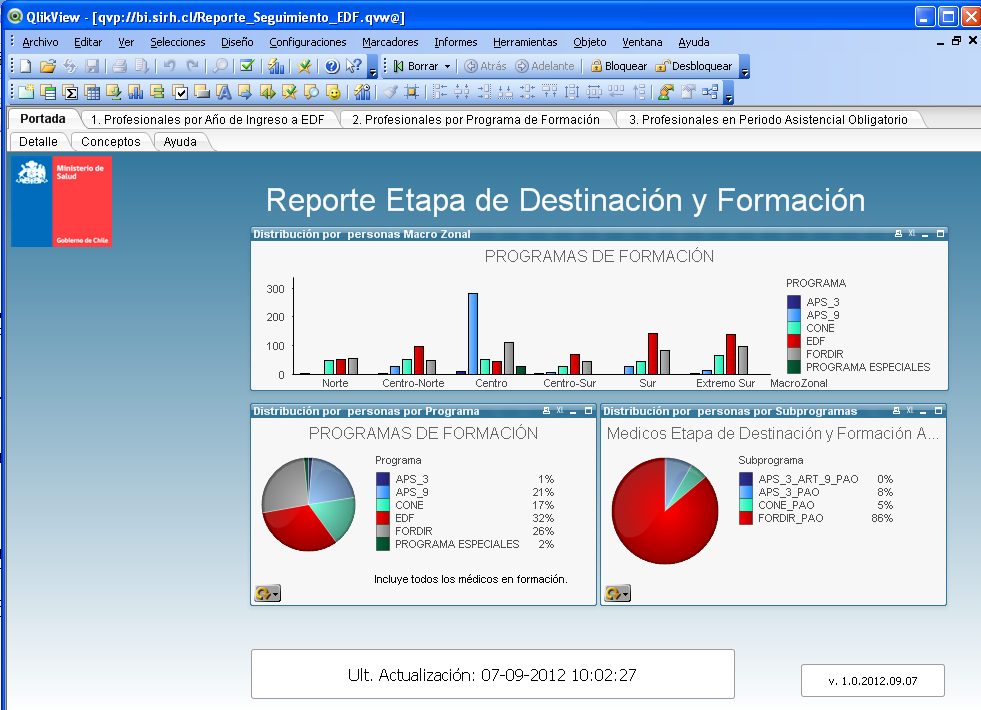 QlikView - [qvp://bi.sirh.cl/Reporte_Seguimiento_EDF.qvw@]
Archivo Editar Ver Selecciones Diseño Configuraciones Marcadores Informes Herramientas Objeto Ventana Ayuda
Borrar Atrás Adelante Bloquear Desbloquear
Portada 1. Profesionales por Año de Ingreso a EDF 2. Profesionales por Programa de Formación 3. Profesionales en Periodo Asistencial Obligatorio
Detalle Conceptos Ayuda
Ministerio de
Salud
Gobierno de Chile
Reporte Etapa de Destinación y Formación
Distribución por personas Macro Zonal XL
PROGRAMAS DE FORMACIÓN
300
200
100
0
Norte Centro-Norte Centro Centro-Sur Sur Extremo Sur MacroZonal
PROGRAMA
APS_3
APS_9
CONE
EDF
FORDIR
PROGRAMA ESPECIALES
Distribución por personas por Programa XL
PROGRAMAS DE FORMACIÓN
Programa
APS_3 1%
APS_9 21%
CONE 17%
EDF 32%
FORDIR 26%
PROGRAMA ESPECIALES 2%
Incluye todos los médicos en formación.
Distribución por personas por Subprogramas XL
Medicos Etapa de Destinación y Formación A...
Subprograma
APS_3_ART_9_PAO 0%
APS_3_PAO 8%
CONE_PAO 5%
FORDIR_PAO 86%
Ult. Actualización: 07-09-2012 10:02:27
v. 1.0.2012.09.07